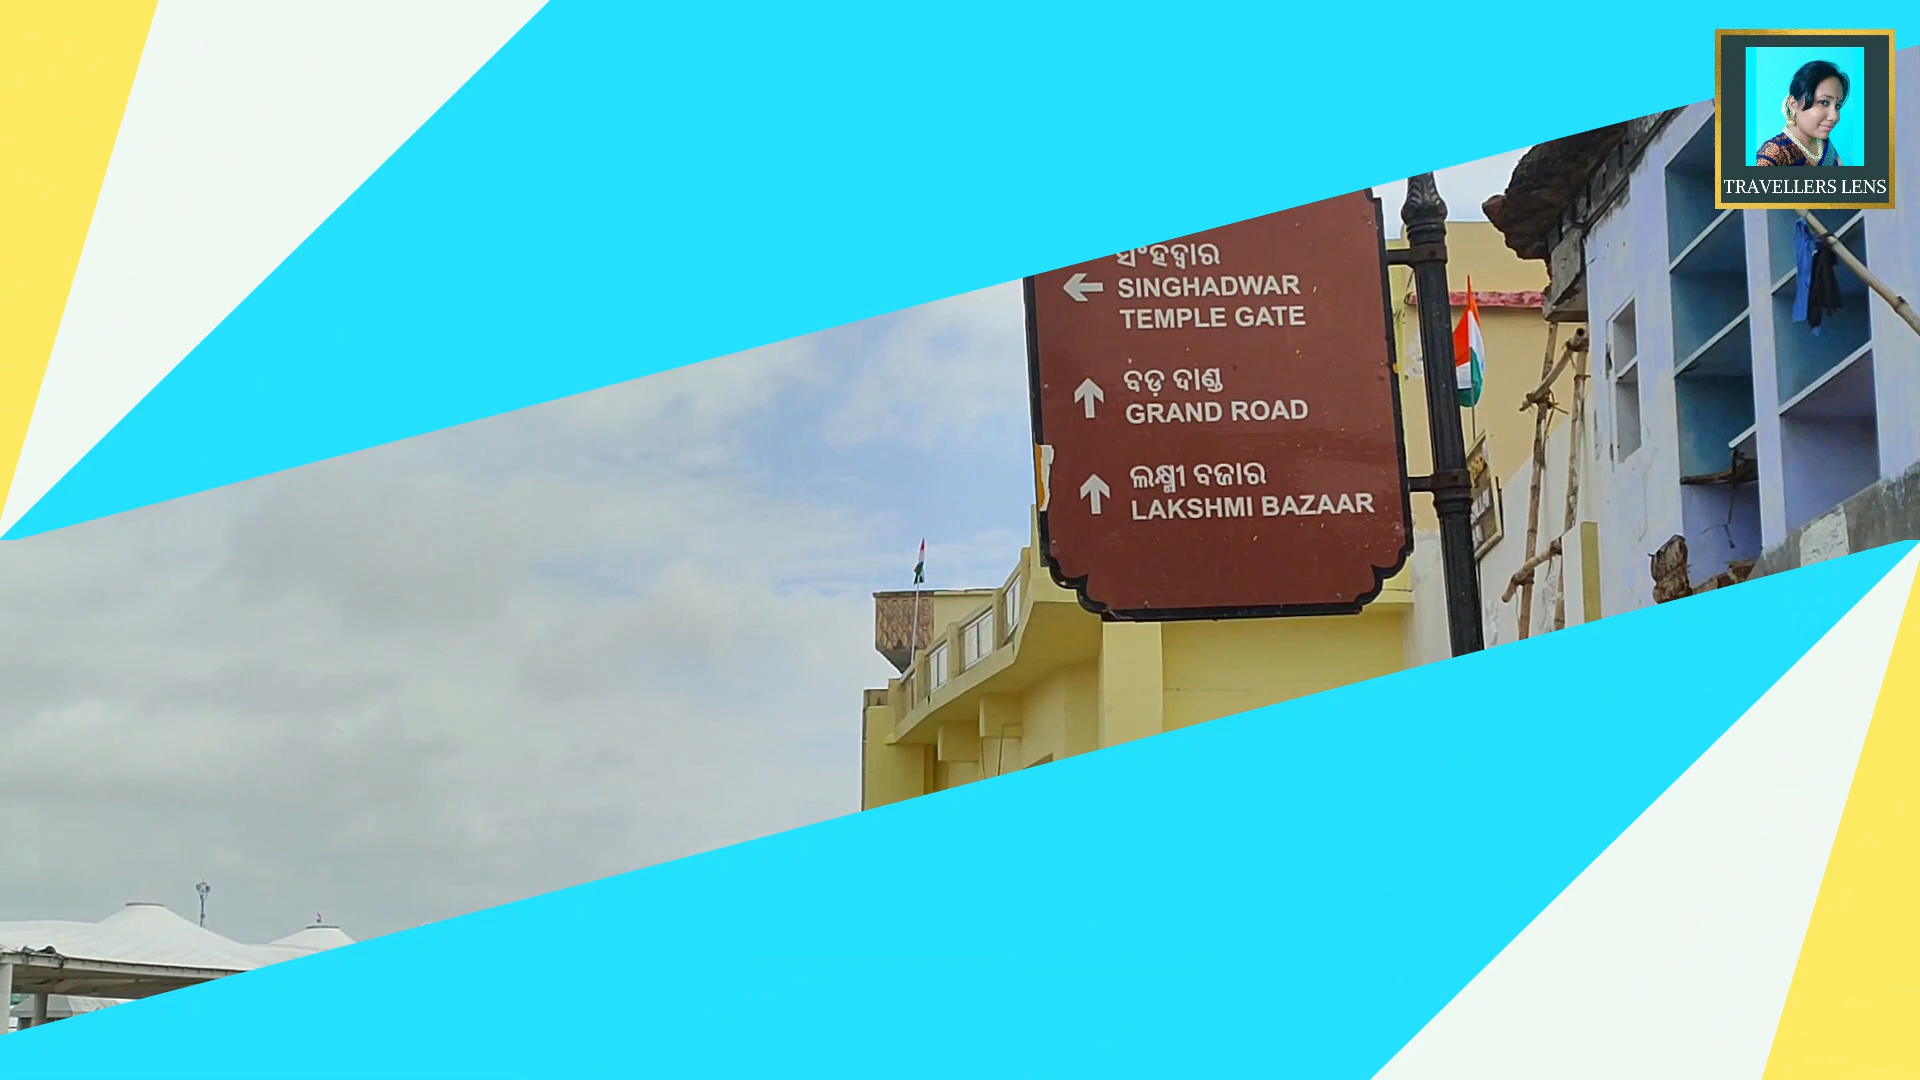 ସିଂହଦ୍ୱାର
SINGHADWAR
TEMPLE GATE
ବଡ଼ ଦାଣ୍ଡ
GRAND ROAD
ଲକ୍ଷ୍ମୀ ବଜାର
LAKSHMI BAZAAR
TRAVELLERS LENS